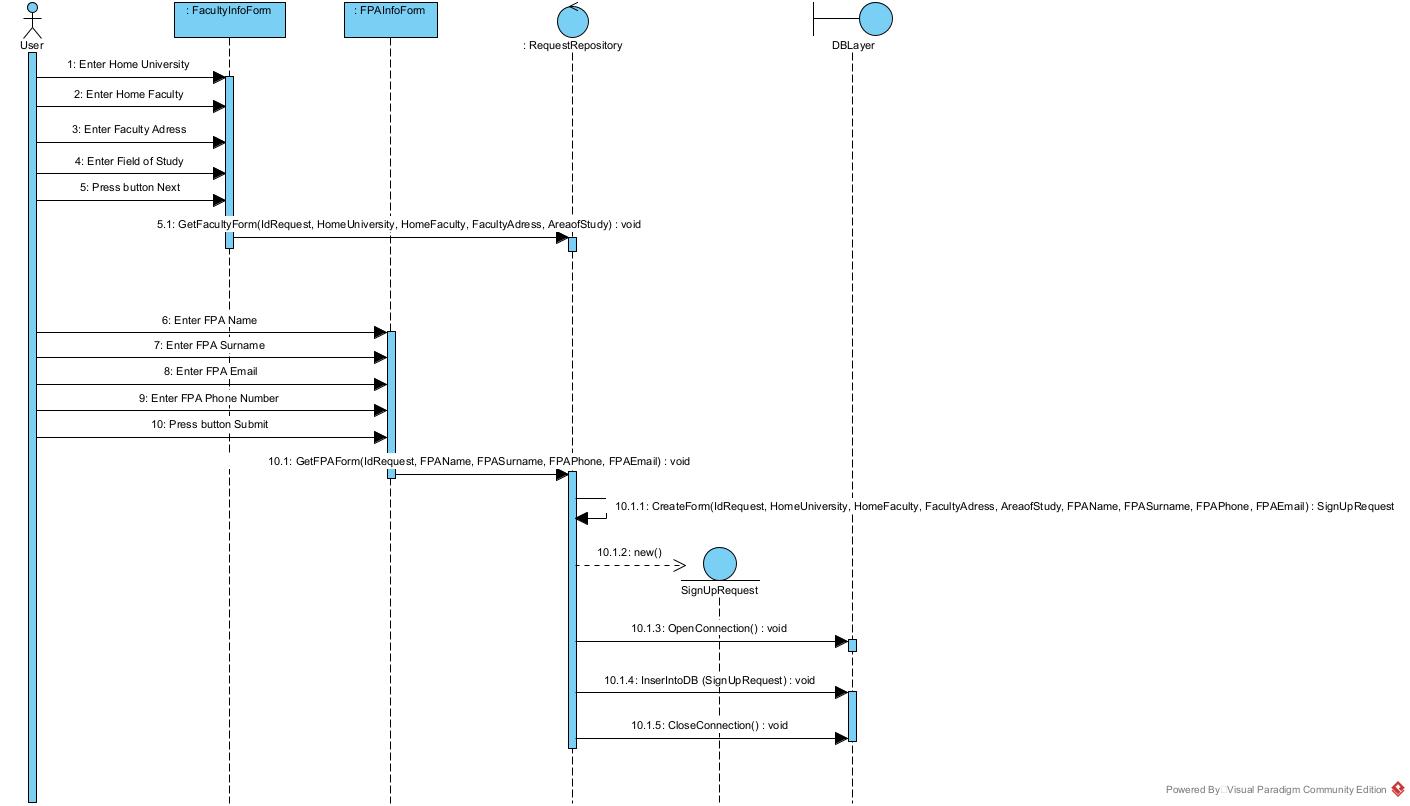 : FacultyInfoForm
: FPAInfoForm
User
: RequestRepository
DBLayer
1: Enter Home University
2: Enter Home Faculty
3: Enter Faculty Adress
4: Enter Field of Study
5: Press button Next
5.1: GetFacultyForm(IdRequest, HomeUniversity, HomeFaculty, FacultyAdress, AreaofStudy) : void
6: Enter FPA Name
7: Enter FPA Surname
8: Enter FPA Email
9: Enter FPA Phone Number
10: Press button Submit
10.1: GetFPAForm(IdRequest, FPAName, FPASurname, FPAPhone, FPAEmail) : void
10.1.1: CreateForm(IdRequest, HomeUniversity, HomeFaculty, FacultyAdress, AreaofStudy, FPAName, FPASurname, FPAPhone, FPAEmail) : SignUpRequest
10.1.2: new()
SignUpRequest
10.1.3: OpenConnection() : void
10.1.4: InserIntoDB (SignUpRequest) : void
10.1.5: CloseConnection() : void
Powered By Visual Paradigm Community Edition